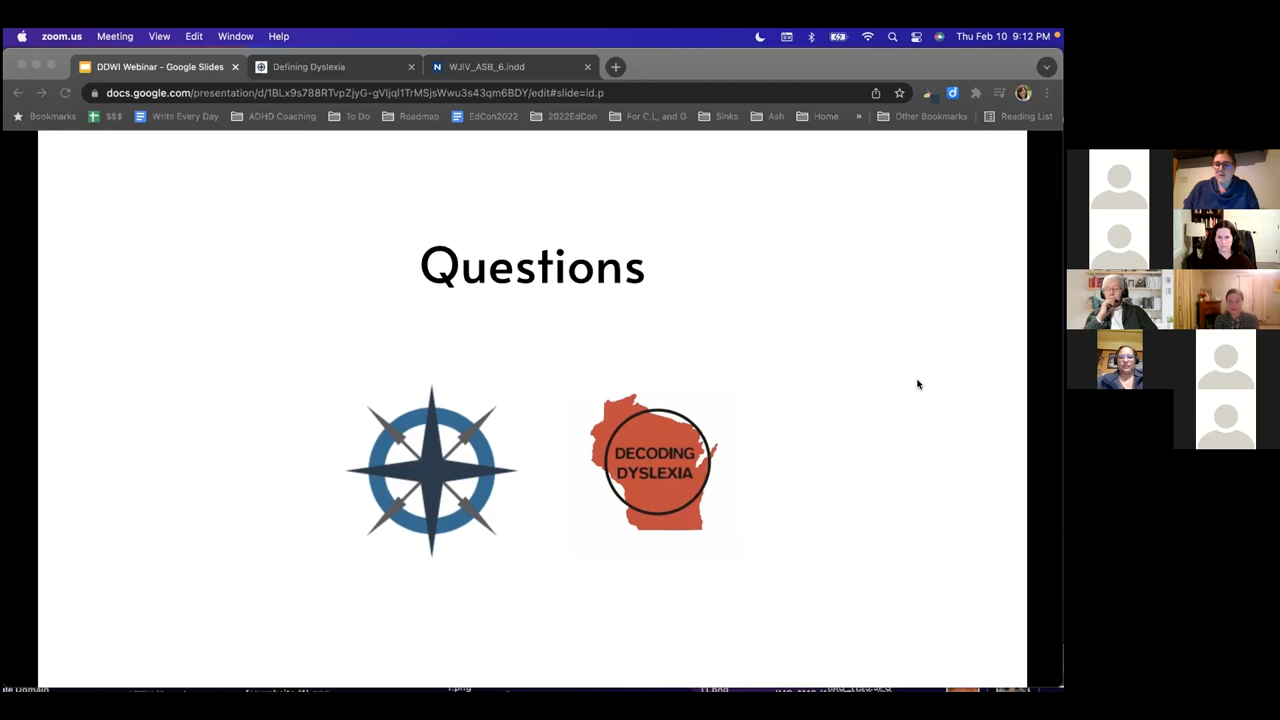 zoom.us Meeting View Edit Window Help Thu Feb 10 9:12 PM
DDWI Webinar - Google Slides Defining Dyslexia WJIV_ASB_6.indd
docs.google.com/presentation/d/1BLx9s788RTvpZjyG-gVIjqI1TrMSjsWwu3s43qm6BDY/edit#slide=id.p
Bookmarks $$$ Write Every Day ADHD Coaching To Do Roadmap EdCon2022 2022EdCon For C,L, and G Sinks Ash Home » Other Bookmarks Reading List
Questions
DECODING
DYSLEXIA